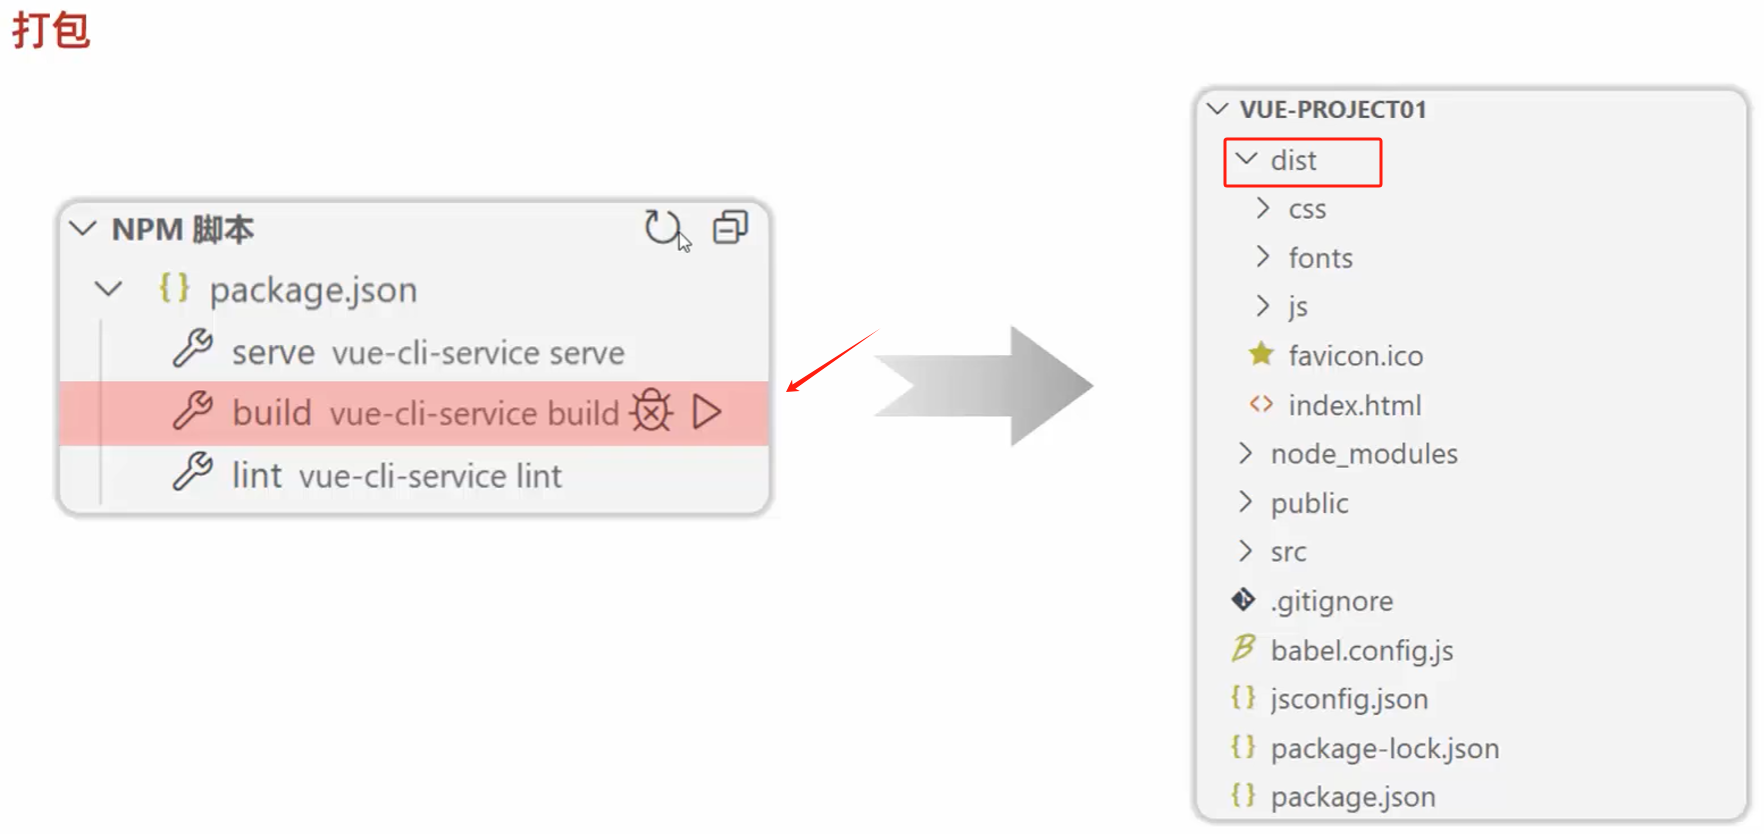 打包
NPM 脚本
package.json
serve vue-cli-service serve
build vue-cli-service build
lint vue-cli-service lint
VUE-PROJECT01
dist
css
fonts
js
favicon.ico
index.html
node_modules
public
src
.gitignore
babel.config.js
jsconfig.json
package-lock.json
package.json